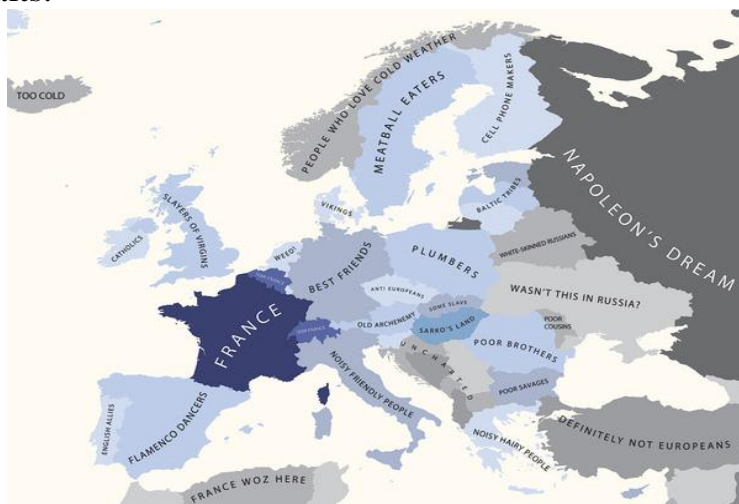 TOO COLD
PEOPLE WHO LOVE COLD WEATHER
MEATBALL EATERS
CELL PHONE MAKERS
NAPOLEON'S DREAM
SLAYERS OF VIRGINS
CATHOLICS
VIKINGS
BALTIC TRIBES
WEED!
BEST FRIENDS
PLUMBERS
WHITE-SKINNED RUSSIANS
WASN'T THIS IN RUSSIA?
ANTI EUROPEANS
SOME SLAVS
FRANCE
OLD ARCHENEMY
SARKO'S LAND
POOR COUSINS
POOR BROTHERS
UNCHARTED
POOR SAVAGES
NOISY FRIENDLY PEOPLE
ENGLISH ALLIES
FLAMENCO DANCERS
NOISY HAIRY PEOPLE
DEFINITELY NOT EUROPEANS
FRANCE WOZ HERE